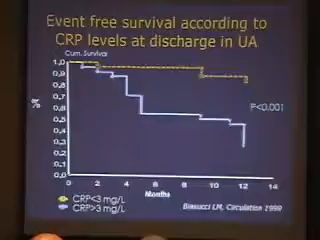 Event free survival according to
CRP levels at discharge in UA
Cum. Survival
1.0
0.9
0.8
0.7
0.6
0.5
0.4
0.3
0.2
0.1
0.0
%
P<0.001
0 2 4 6 8 10 12 14
Months
CRP<3 mg/L
CRP>3 mg/L
Biasucci LM, Circulation 1999